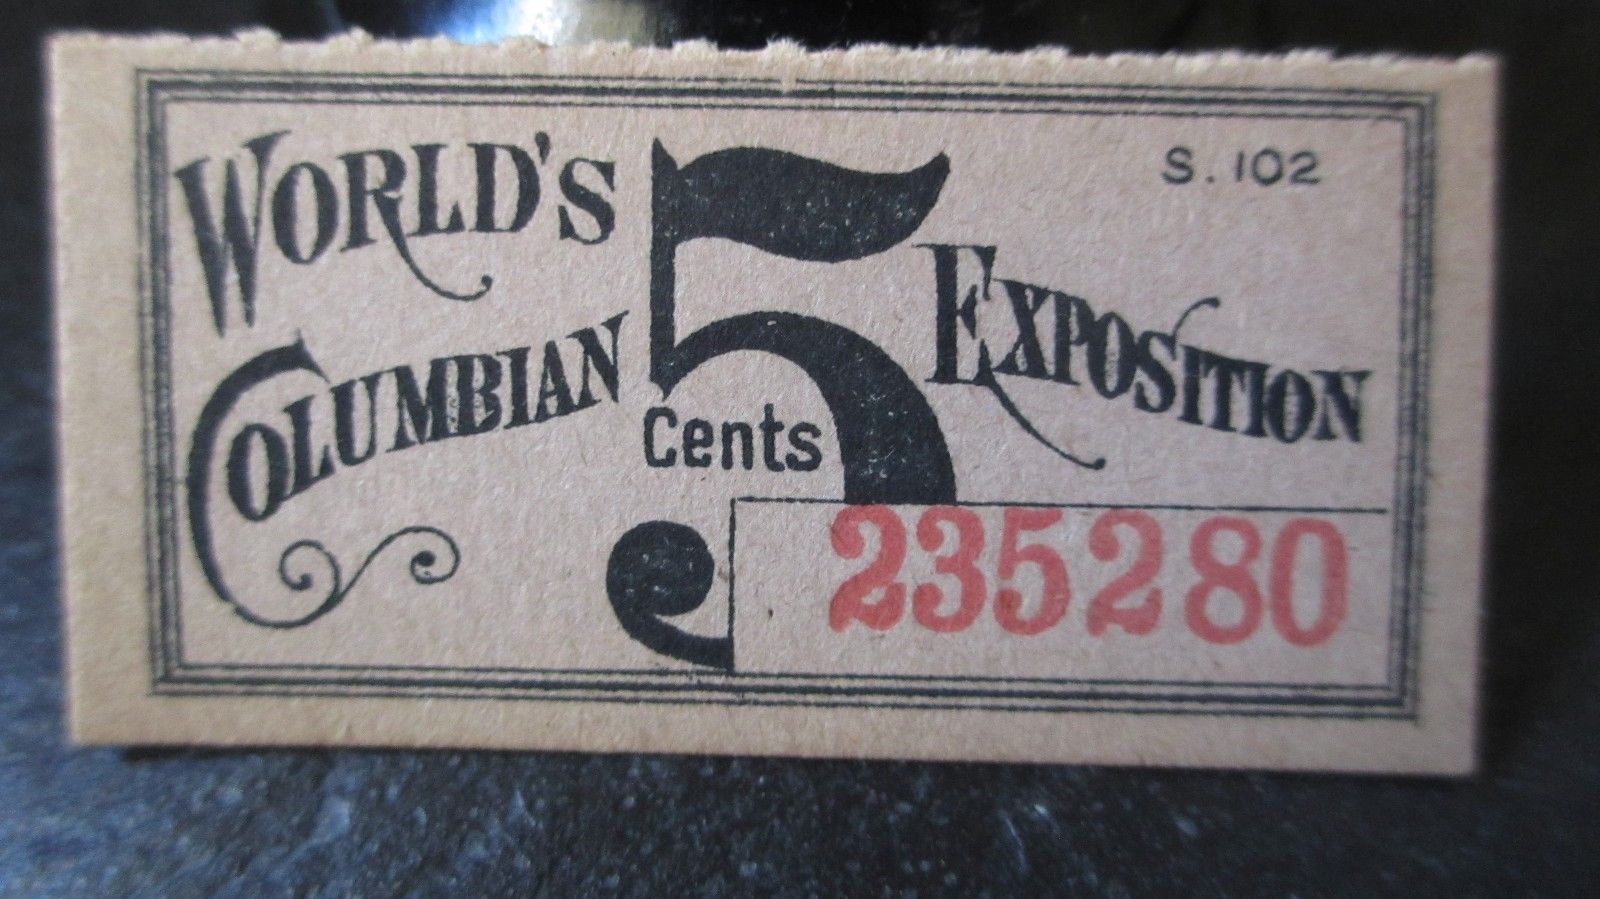 S. 102
WORLD'S
COLUMBIAN
5
Cents
EXPOSITION
235280